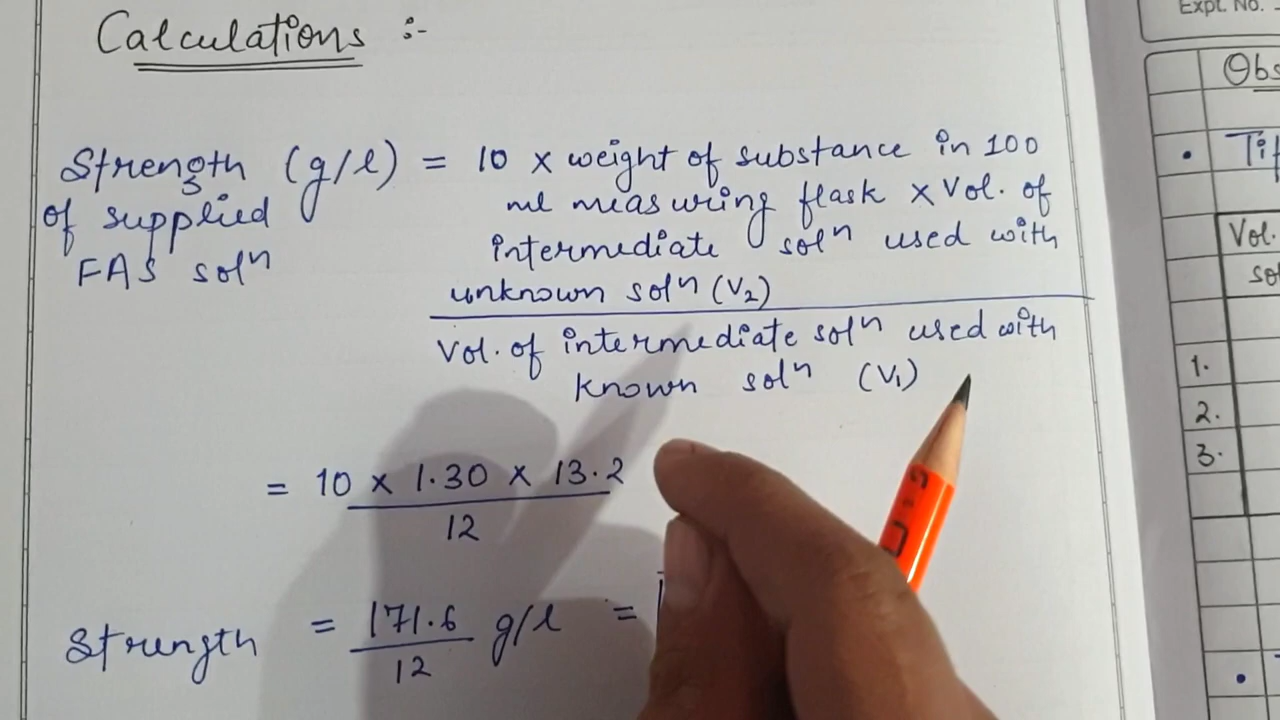 Calculations :-
Strength (g/l) = 10 × weight of substance in 100
of supplied ml measuring flask × Vol. of
FAS solⁿ intermediate solⁿ used with
unknown solⁿ (V₂)
Vol. of intermediate solⁿ used with
known solⁿ (V₁)
= 10 × 1.30 × 13.2
12
Strength = 171.6 g/l =
12
Expt. No.
Obs
Tit
Vol.
sol
1.
2.
3.